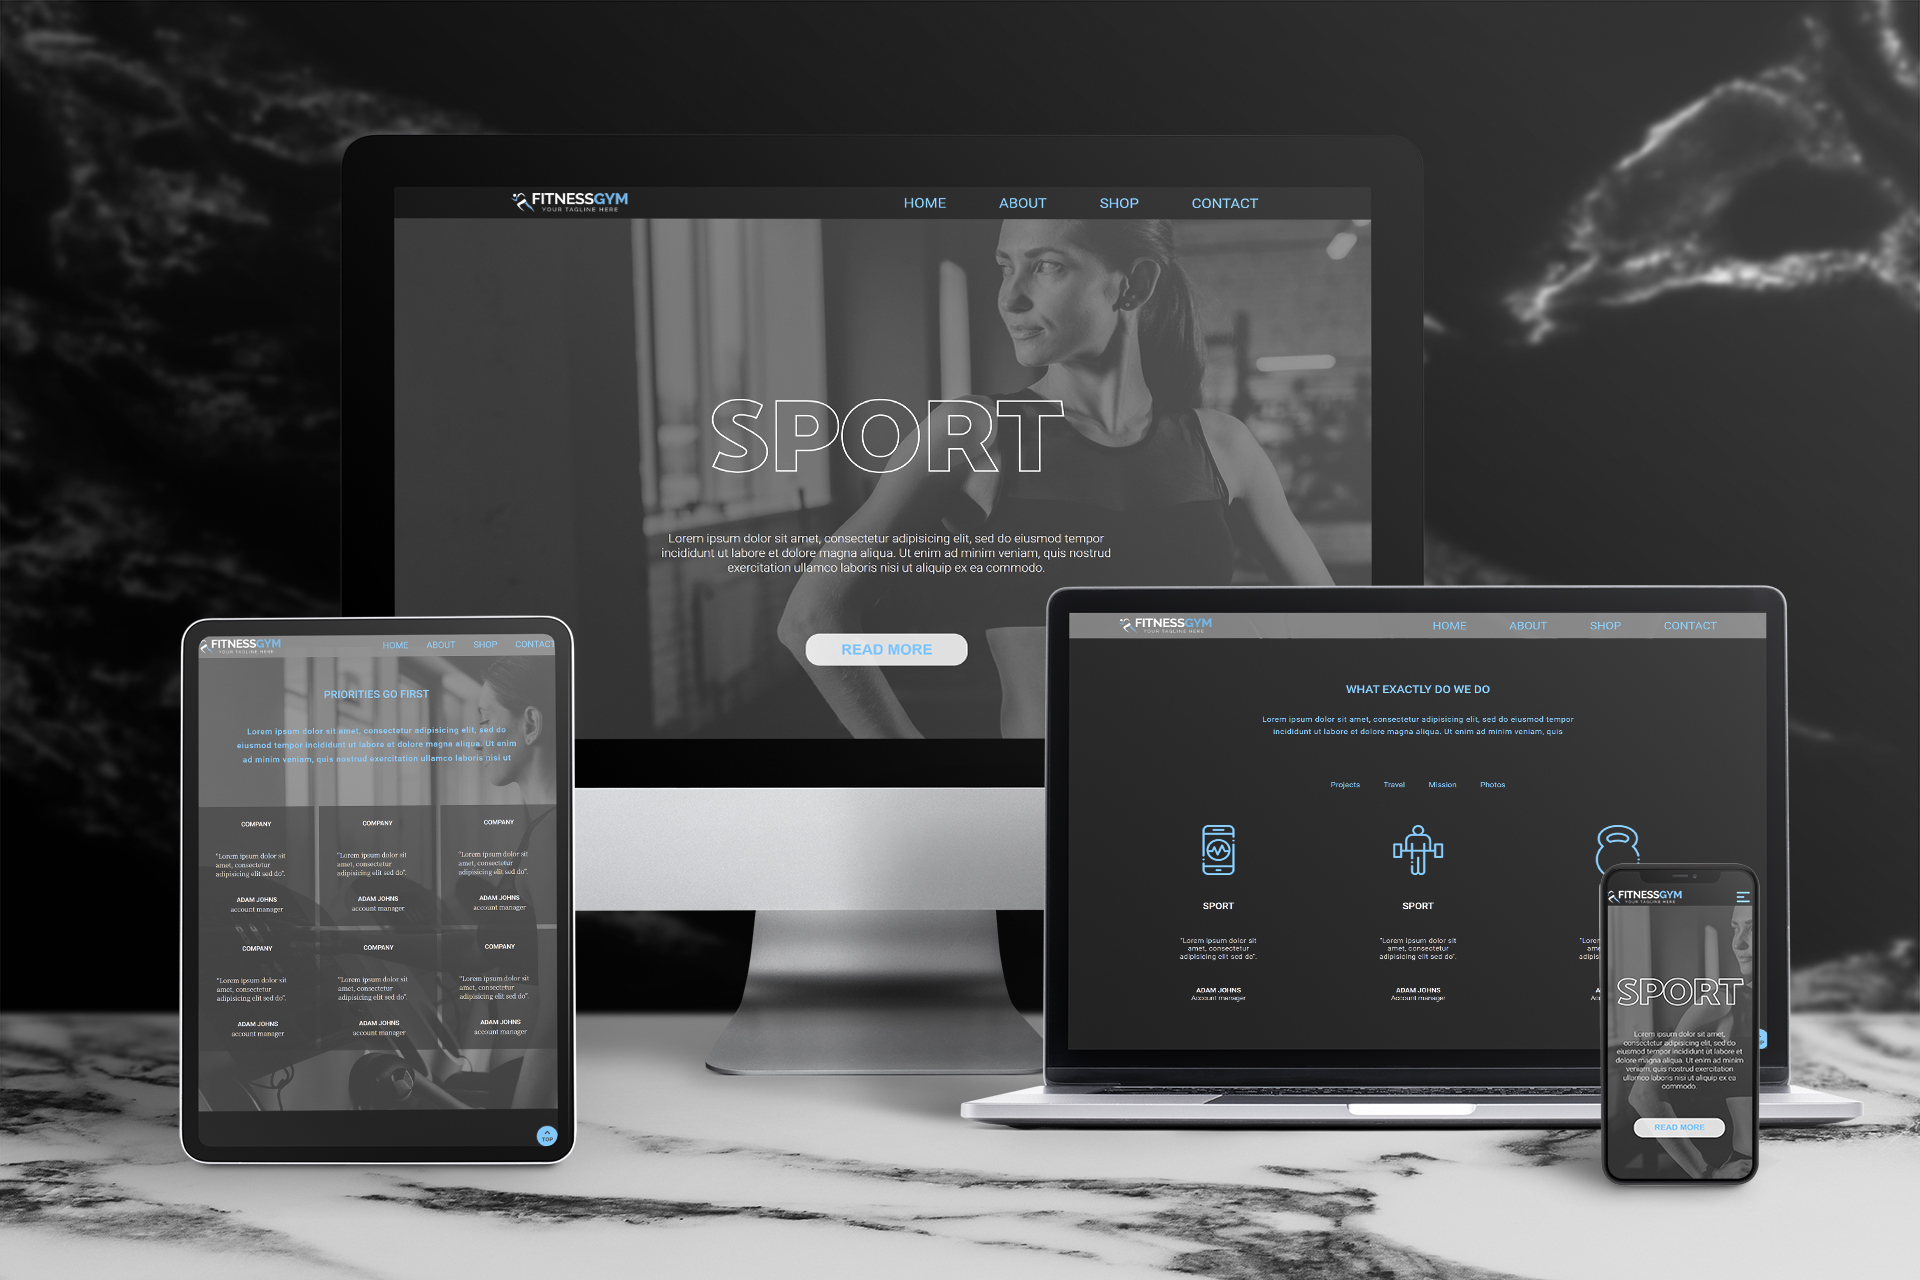 FITNESSGYM
YOUR TAGLINE HERE
HOME ABOUT SHOP CONTACT
SPORT
Lorem ipsum dolor sit amet, consectetur adipisicing elit, sed do eiusmod tempor
incididunt ut labore et dolore magna aliqua. Ut enim ad minim veniam, quis nostrud
exercitation ullamco laboris nisi ut aliquip ex ea commodo.
READ MORE
FITNESSGYM
YOUR TAGLINE HERE
HOME ABOUT SHOP CONTACT
PRIORITIES GO FIRST
Lorem ipsum dolor sit amet, consectetur adipisicing elit, sed do
eiusmod tempor incididunt ut labore et dolore magna aliqua. Ut enim
ad minim veniam, quis nostrud exercitation ullamco laboris nisi ut
COMPANY
"Lorem ipsum dolor sit
amet, consectetur
adipisicing elit sed do".
ADAM JOHNS
account manager
COMPANY
"Lorem ipsum dolor sit
amet, consectetur
adipisicing elit sed do".
ADAM JOHNS
account manager
COMPANY
"Lorem ipsum dolor sit
amet, consectetur
adipisicing elit sed do".
ADAM JOHNS
account manager
COMPANY
"Lorem ipsum dolor sit
amet, consectetur
adipisicing elit sed do".
ADAM JOHNS
account manager
COMPANY
"Lorem ipsum dolor sit
amet, consectetur
adipisicing elit sed do".
ADAM JOHNS
account manager
COMPANY
"Lorem ipsum dolor sit
amet, consectetur
adipisicing elit sed do".
ADAM JOHNS
account manager
TOP
FITNESSGYM
YOUR TAGLINE HERE
HOME ABOUT SHOP CONTACT
WHAT EXACTLY DO WE DO
Lorem ipsum dolor sit amet, consectetur adipisicing elit, sed do eiusmod tempor
incididunt ut labore et dolore magna aliqua. Ut enim ad minim veniam, quis
Projects Travel Mission Photos
SPORT
"Lorem ipsum dolor sit
amet, consectetur
adipisicing elit sed do".
ADAM JOHNS
Account manager
SPORT
"Lorem ipsum dolor sit
amet, consectetur
adipisicing elit sed do".
ADAM JOHNS
Account manager
FITNESSGYM
YOUR TAGLINE HERE
SPORT
Lorem ipsum dolor sit amet,
consectetur adipisicing elit, sed do
eiusmod tempor incididunt ut labore et
dolore magna aliqua. Ut enim ad minim
veniam, quis nostrud exercitation
ullamco laboris nisi ut aliquip ex ea
commodo.
READ MORE